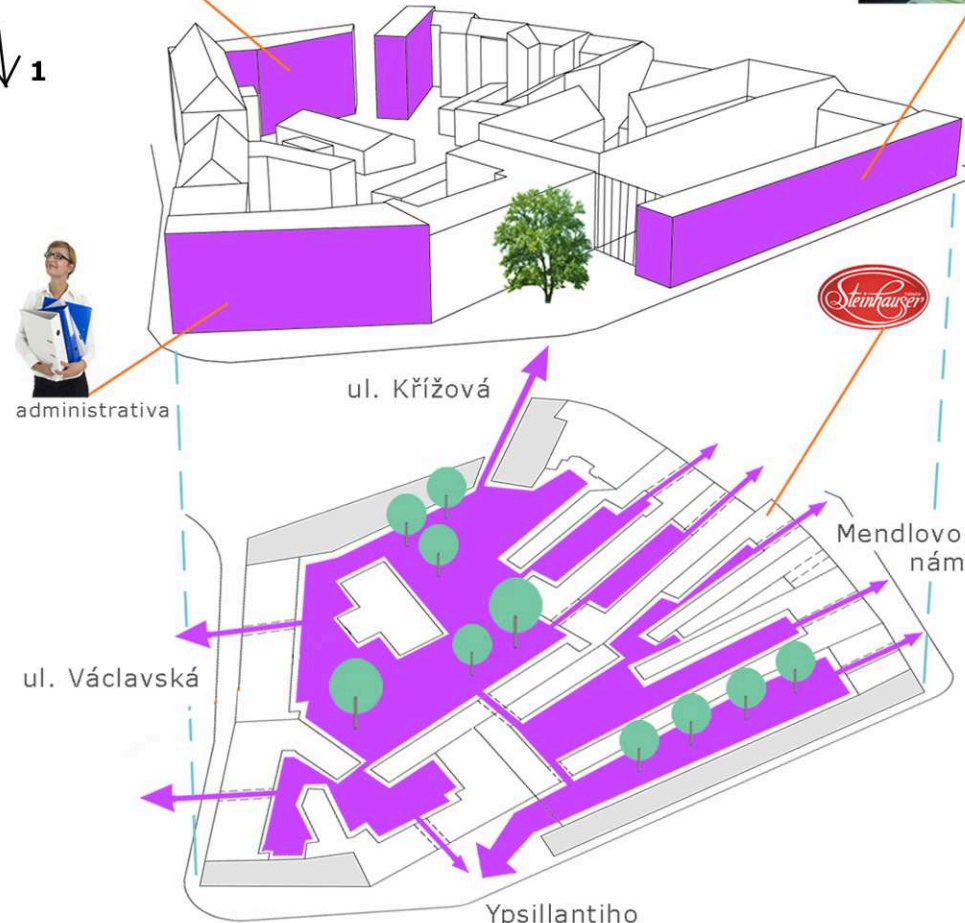 1
Steinhauser
administrativa
ul. Křížová
Mendlovo
nám
ul. Václavská
Ypsillantiho